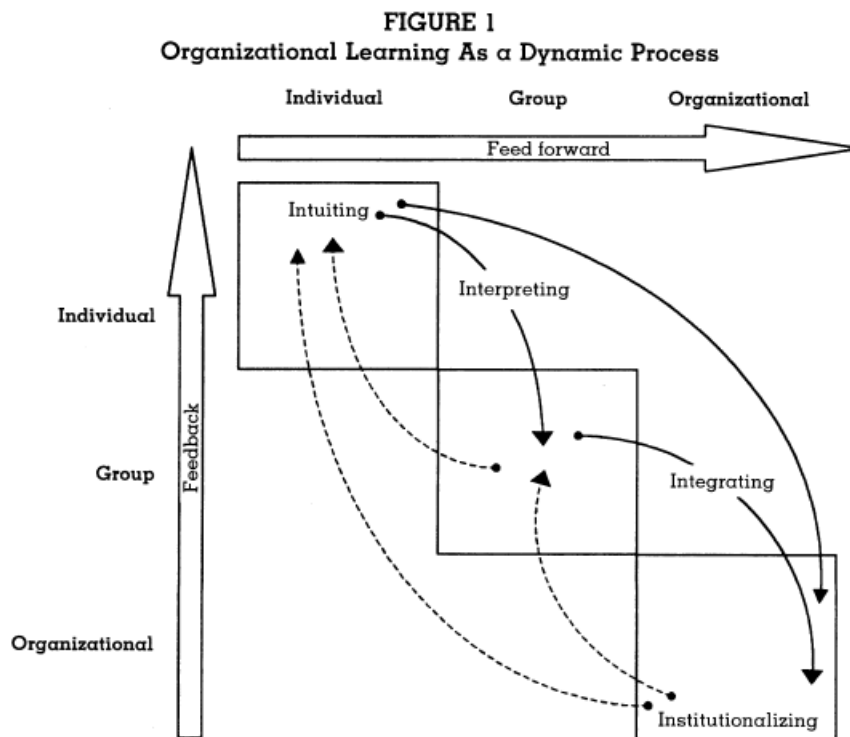 FIGURE 1
Organizational Learning As a Dynamic Process
Individual
Group
Organizational
Feed forward
Intuiting
Interpreting
Individual
Feedback
Group
Integrating
Organizational
Institutionalizing